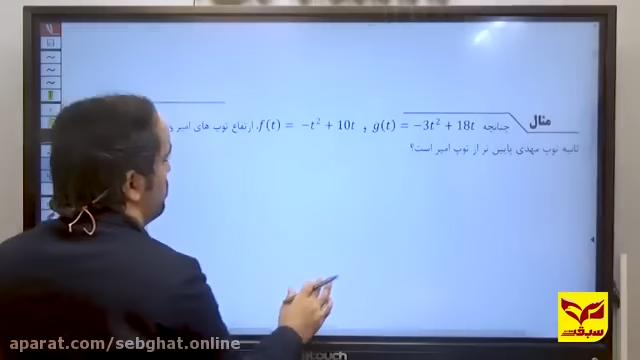 مثال
چنانچه g(t) = −3t² + 18t , f(t) = −t² + 10t ارتفاع توپ های امیر و
ثانیه توپ مهدی پایین تر از توپ امیر است؟
سبقت
aparat.com/sebghat.online
touch